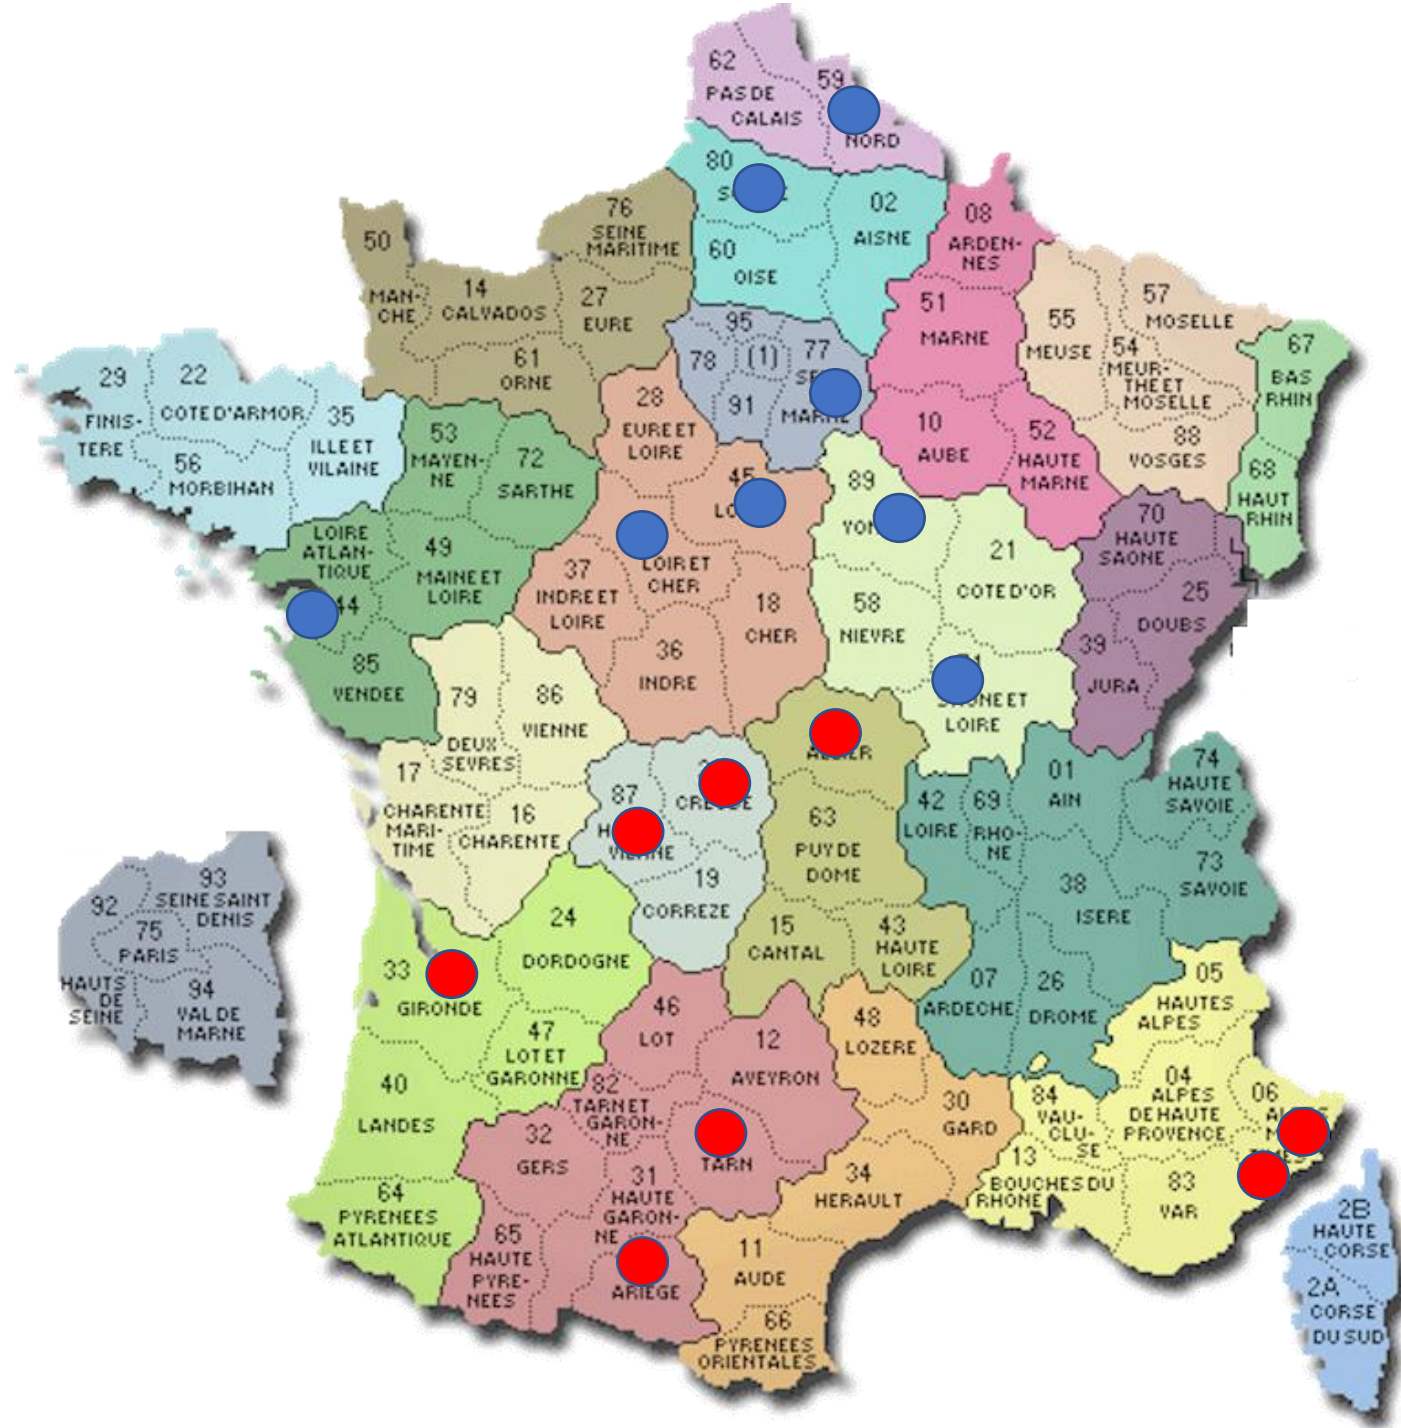 62
PAS DE
CALAIS
59
NORD
80
02
AISNE
60
OISE
76
SEINE
MARITIME
50
MAN-
CHE
14
CALVADOS
27
EURE
61
ORNE
08
ARDEN-
NES
51
MARNE
10
AUBE
52
HAUTE
MARNE
55
MEUSE
57
MOSELLE
54
MEUR-
THE ET
MOSELLE
88
VOSGES
67
BAS
RHIN
68
HAUT
RHIN
95
78
(1)
77
91
MARNE
29
FINIS-
TERE
22
COTE D'ARMOR
35
ILLE ET
VILAINE
56
MORBIHAN
53
MAYEN-
NE
72
SARTHE
LOIRE
ATLAN-
TIQUE
44
49
MAINE ET
LOIRE
85
VENDEE
28
EURE ET
LOIRE
45
LOIR ET
CHER
37
INDRE ET
LOIRE
18
CHER
36
INDRE
89
21
COTE D'OR
58
NIEVRE
LOIRE
70
HAUTE
SAONE
25
DOUBS
39
JURA
79
DEUX
SEVRES
86
VIENNE
17
CHARENTE
MARI-
TIME
16
CHARENTE
87
19
CORREZE
63
PUY DE
DOME
15
CANTAL
43
HAUTE
LOIRE
42
LOIRE
69
RHO-
NE
01
AIN
74
HAUTE
SAVOIE
73
SAVOIE
38
ISERE
07
ARDECHE
26
DROME
93
SEINE SAINT
DENIS
92
75
PARIS
HAUTS
DE
SEINE
94
VAL DE
MARNE
33
GIRONDE
24
DORDOGNE
47
LOT ET
GARONNE
40
LANDES
64
PYRENEES
ATLANTIQUE
46
LOT
12
AVEYRON
82
TARN ET
GARON-
NE
32
GERS
TARN
31
HAUTE
GARON-
NE
65
HAUTE
PYRE-
NEES
ARIEGE
48
LOZERE
30
GARD
34
HERAULT
11
AUDE
66
PYRENEES
ORIENTALES
05
HAUTES
ALPES
04
ALPES
DE HAUTE
PROVENCE
06
84
VAU-
CLU-
SE
13
BOUCHES DU
RHONE
83
VAR
2B
HAUTE
CORSE
2A
CORSE
DU SUD